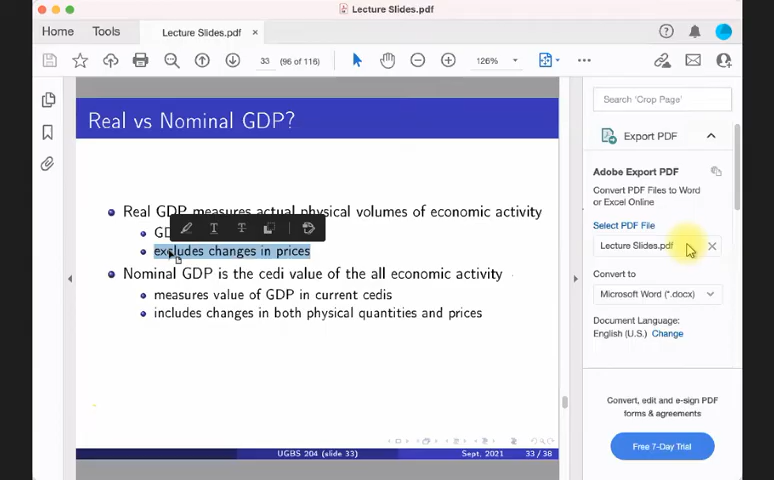 Lecture Slides.pdf
Home
Tools
Lecture Slides.pdf
33
(96 of 116)
126%
Real vs Nominal GDP?
Search 'Crop Page'
Export PDF
Adobe Export PDF
Convert PDF Files to Word
or Excel Online
Select PDF File
Lecture Slides.pdf
Convert to
Microsoft Word (*.docx)
Document Language:
English (U.S.) Change
Convert, edit and e-sign PDF
forms & agreements
Free 7-Day Trial
Real GDP measures actual physical volumes of economic activity
excludes changes in prices
Nominal GDP is the cedi value of the all economic activity
measures value of GDP in current cedis
includes changes in both physical quantities and prices
UGBS 204 (slide 33)
Sept, 2021
33 / 38